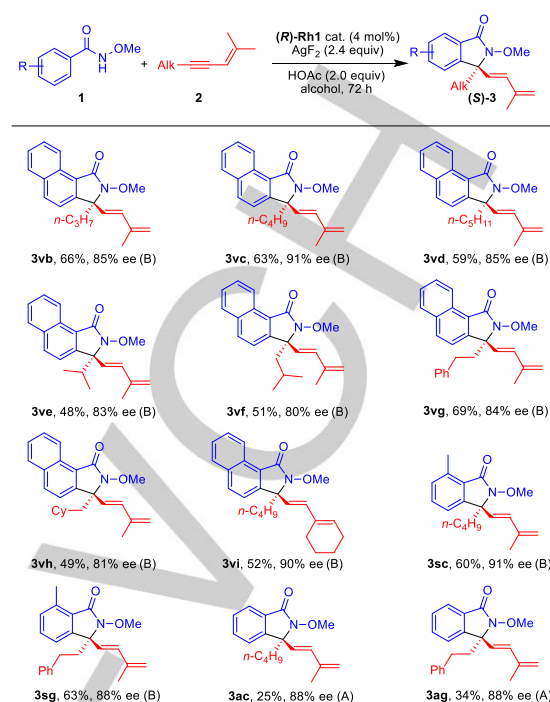 O
N
H
OMe
R
1
+
Alk
2
(R)-Rh1 cat. (4 mol%)
AgF2 (2.4 equiv)
HOAc (2.0 equiv)
alcohol, 72 h
O
R
N−OMe
Alk
(S)-3
O
N−OMe
n-C3H7
3vb, 66%, 85% ee (B)
O
N−OMe
n-C4H9
3vc, 63%, 91% ee (B)
O
N−OMe
n-C5H11
3vd, 59%, 85% ee (B)
O
N−OMe
3ve, 48%, 83% ee (B)
O
N−OMe
3vf, 51%, 80% ee (B)
O
N−OMe
Ph
3vg, 69%, 84% ee (B)
O
N−OMe
Cy
3vh, 49%, 81% ee (B)
O
N−OMe
n-C4H9
3vi, 52%, 90% ee (B)
O
N−OMe
n-C4H9
3sc, 60%, 91% ee (B)
O
N−OMe
Ph
3sg, 63%, 88% ee (B)
O
N−OMe
n-C4H9
3ac, 25%, 88% ee (A)
O
N−OMe
Ph
3ag, 34%, 88% ee (A)